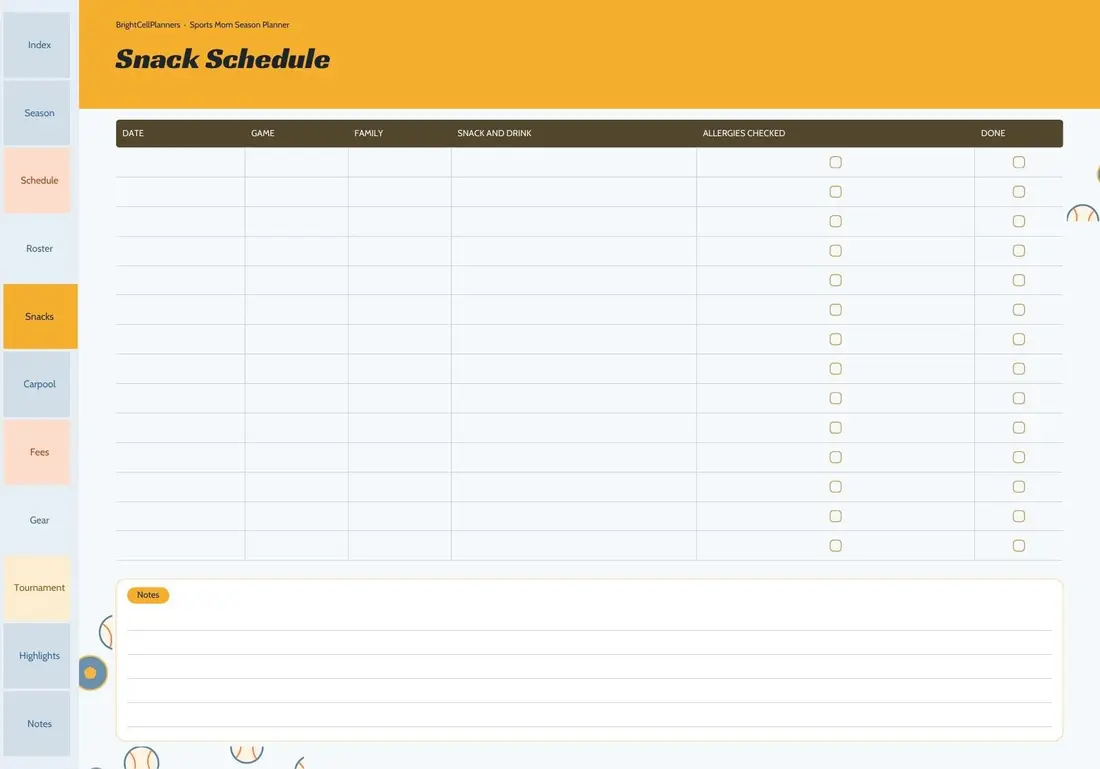 BrightCellPlanners · Sports Mom Season Planner
Snack Schedule
Index
Season
Schedule
Roster
Snacks
Carpool
Fees
Gear
Tournament
Highlights
Notes
DATE GAME FAMILY SNACK AND DRINK ALLERGIES CHECKED DONE
Notes